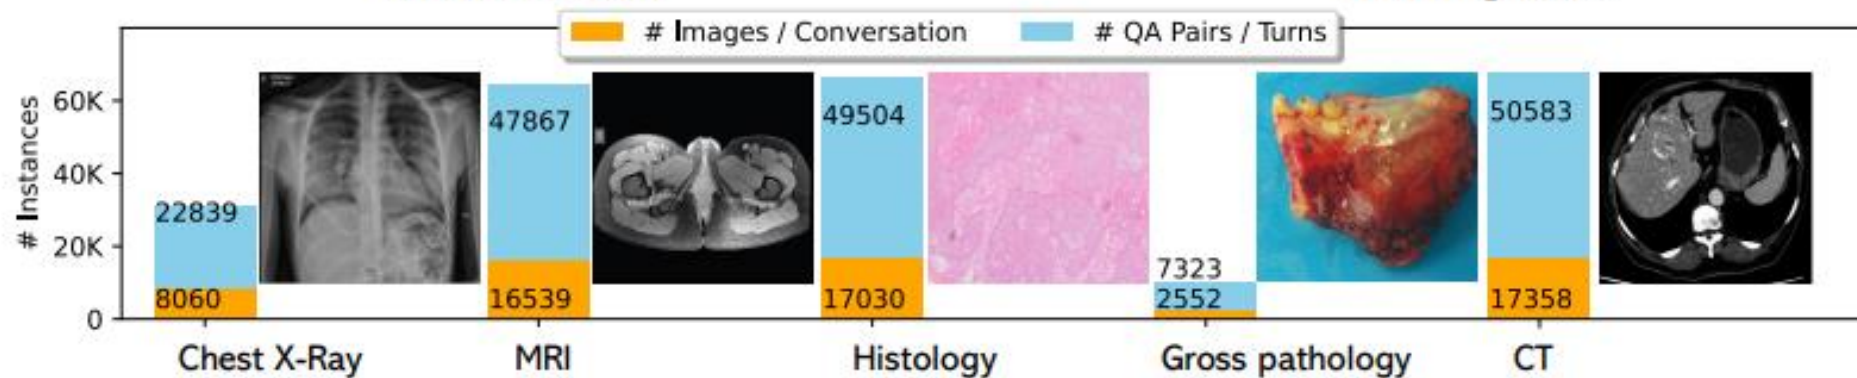 # Images / Conversation
# QA Pairs / Turns
# Instances
60K
40K
20K
0
22839
8060
47867
16539
49504
17030
7323
2552
50583
17358
Chest X-Ray
MRI
Histology
Gross pathology
CT